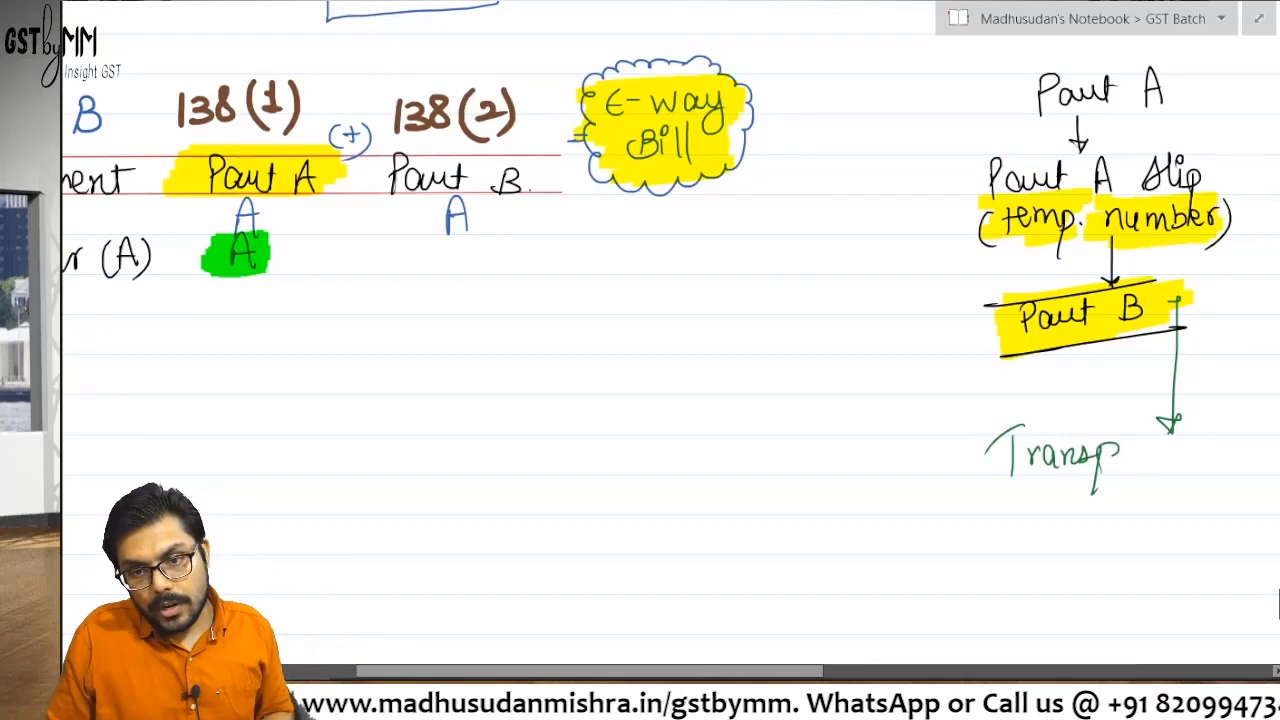 GST by MM
Insight GST
Madhusudan's Notebook > GST Batch
B 138(1) (+) 138(2) = E-way Bill
Part A Part B.
A A
(A) A
Part A
Part A Slip
(temp. number)
Part B
Transp
www.madhusudanmishra.in/gstbymm. WhatsApp or Call us @ +91 82099473